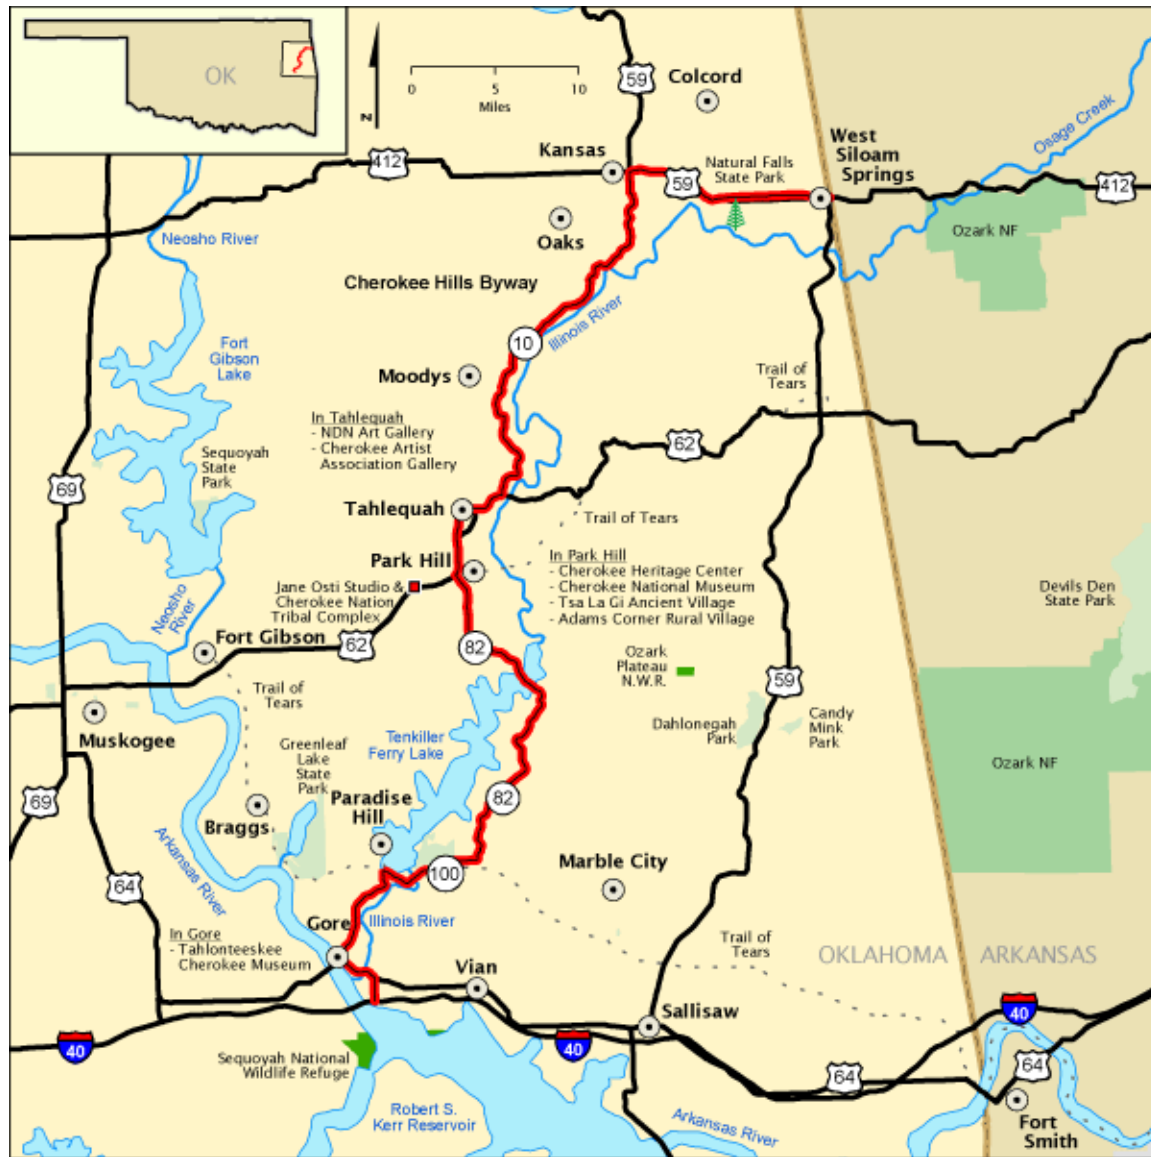 OK
N
0
5
10
Miles
59
Colcord
Osage Creek
412
Kansas
59
Natural Falls
State Park
West
Siloam
Springs
412
Neosho River
Oaks
Ozark NF
Cherokee Hills Byway
Illinois River
Fort
Gibson
Lake
10
Moodys
Trail of
Tears
In Tahlequah
- NDN Art Gallery
- Cherokee Artist
Association Gallery
62
Sequoyah
State
Park
69
Tahlequah
Trail of Tears
Park Hill
In Park Hill
- Cherokee Heritage Center
- Cherokee National Museum
- Tsa La Gi Ancient Village
- Adams Corner Rural Village
Jane Osti Studio &
Cherokee Nation
Tribal Complex
Devils Den
State Park
Neosho
River
Fort Gibson
62
82
Ozark
Plateau
N.W.R.
59
Trail of
Tears
Muskogee
Dahlonegah
Park
Candy
Mink
Park
Tenkiller
Ferry Lake
Greenleaf
Lake
State
Park
Ozark NF
69
82
Paradise
Hill
Braggs
Arkansas River
64
100
Marble City
Gore
Illinois River
In Gore
- Tahlonteeskee
Cherokee Museum
Trail of
Tears
OKLAHOMA
ARKANSAS
Vian
Sallisaw
40
40
40
Sequoyah National
Wildlife Refuge
64
64
Robert S.
Kerr Reservoir
Arkansas River
Fort
Smith